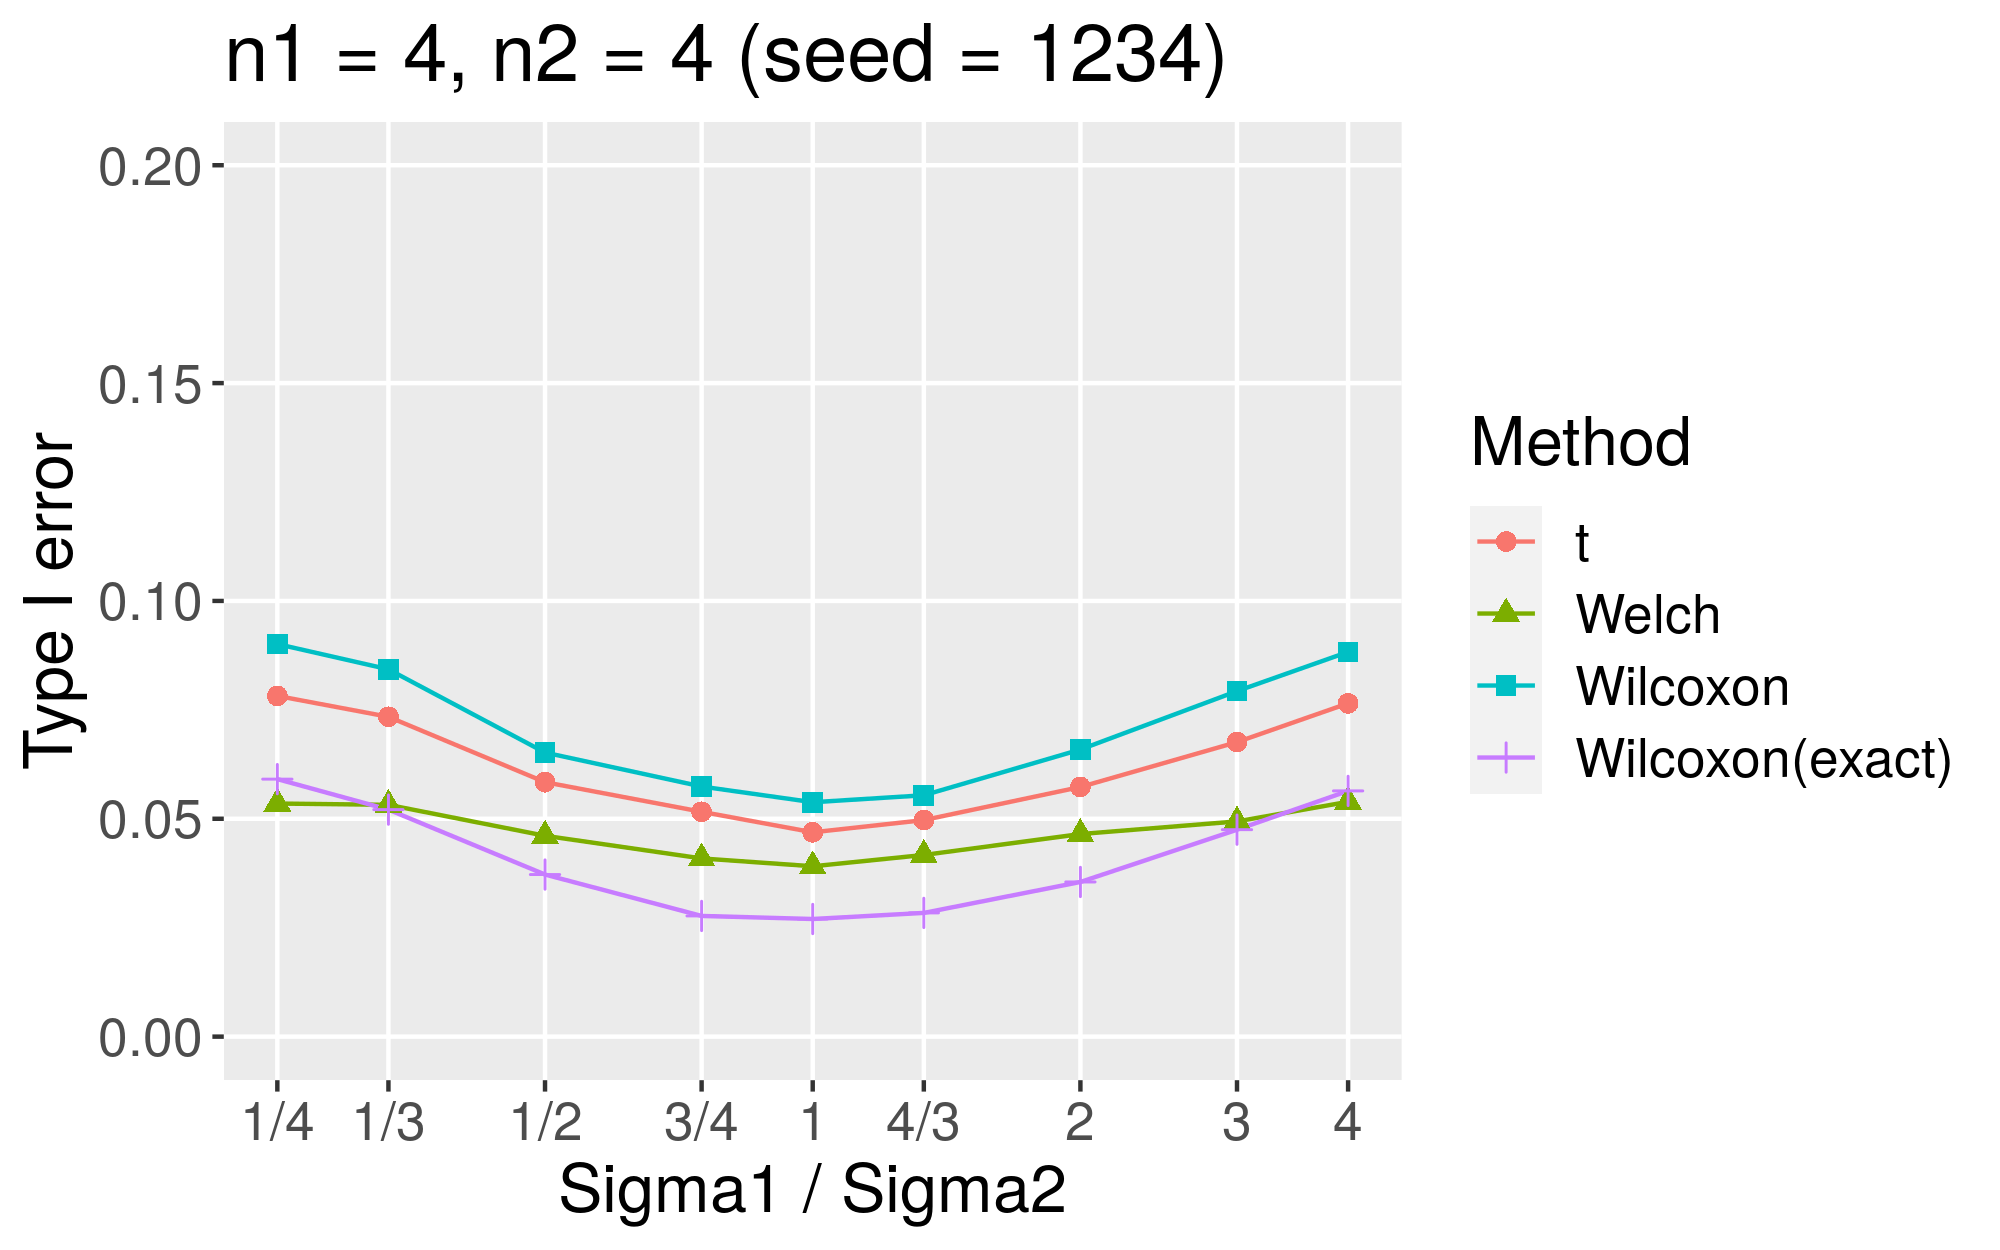 n1 = 4, n2 = 4 (seed = 1234)
Type I error
0.20
0.15
0.10
0.05
0.00
1/4 1/3 1/2 3/4 1 4/3 2 3 4
Sigma1 / Sigma2
Method
t
Welch
Wilcoxon
Wilcoxon(exact)